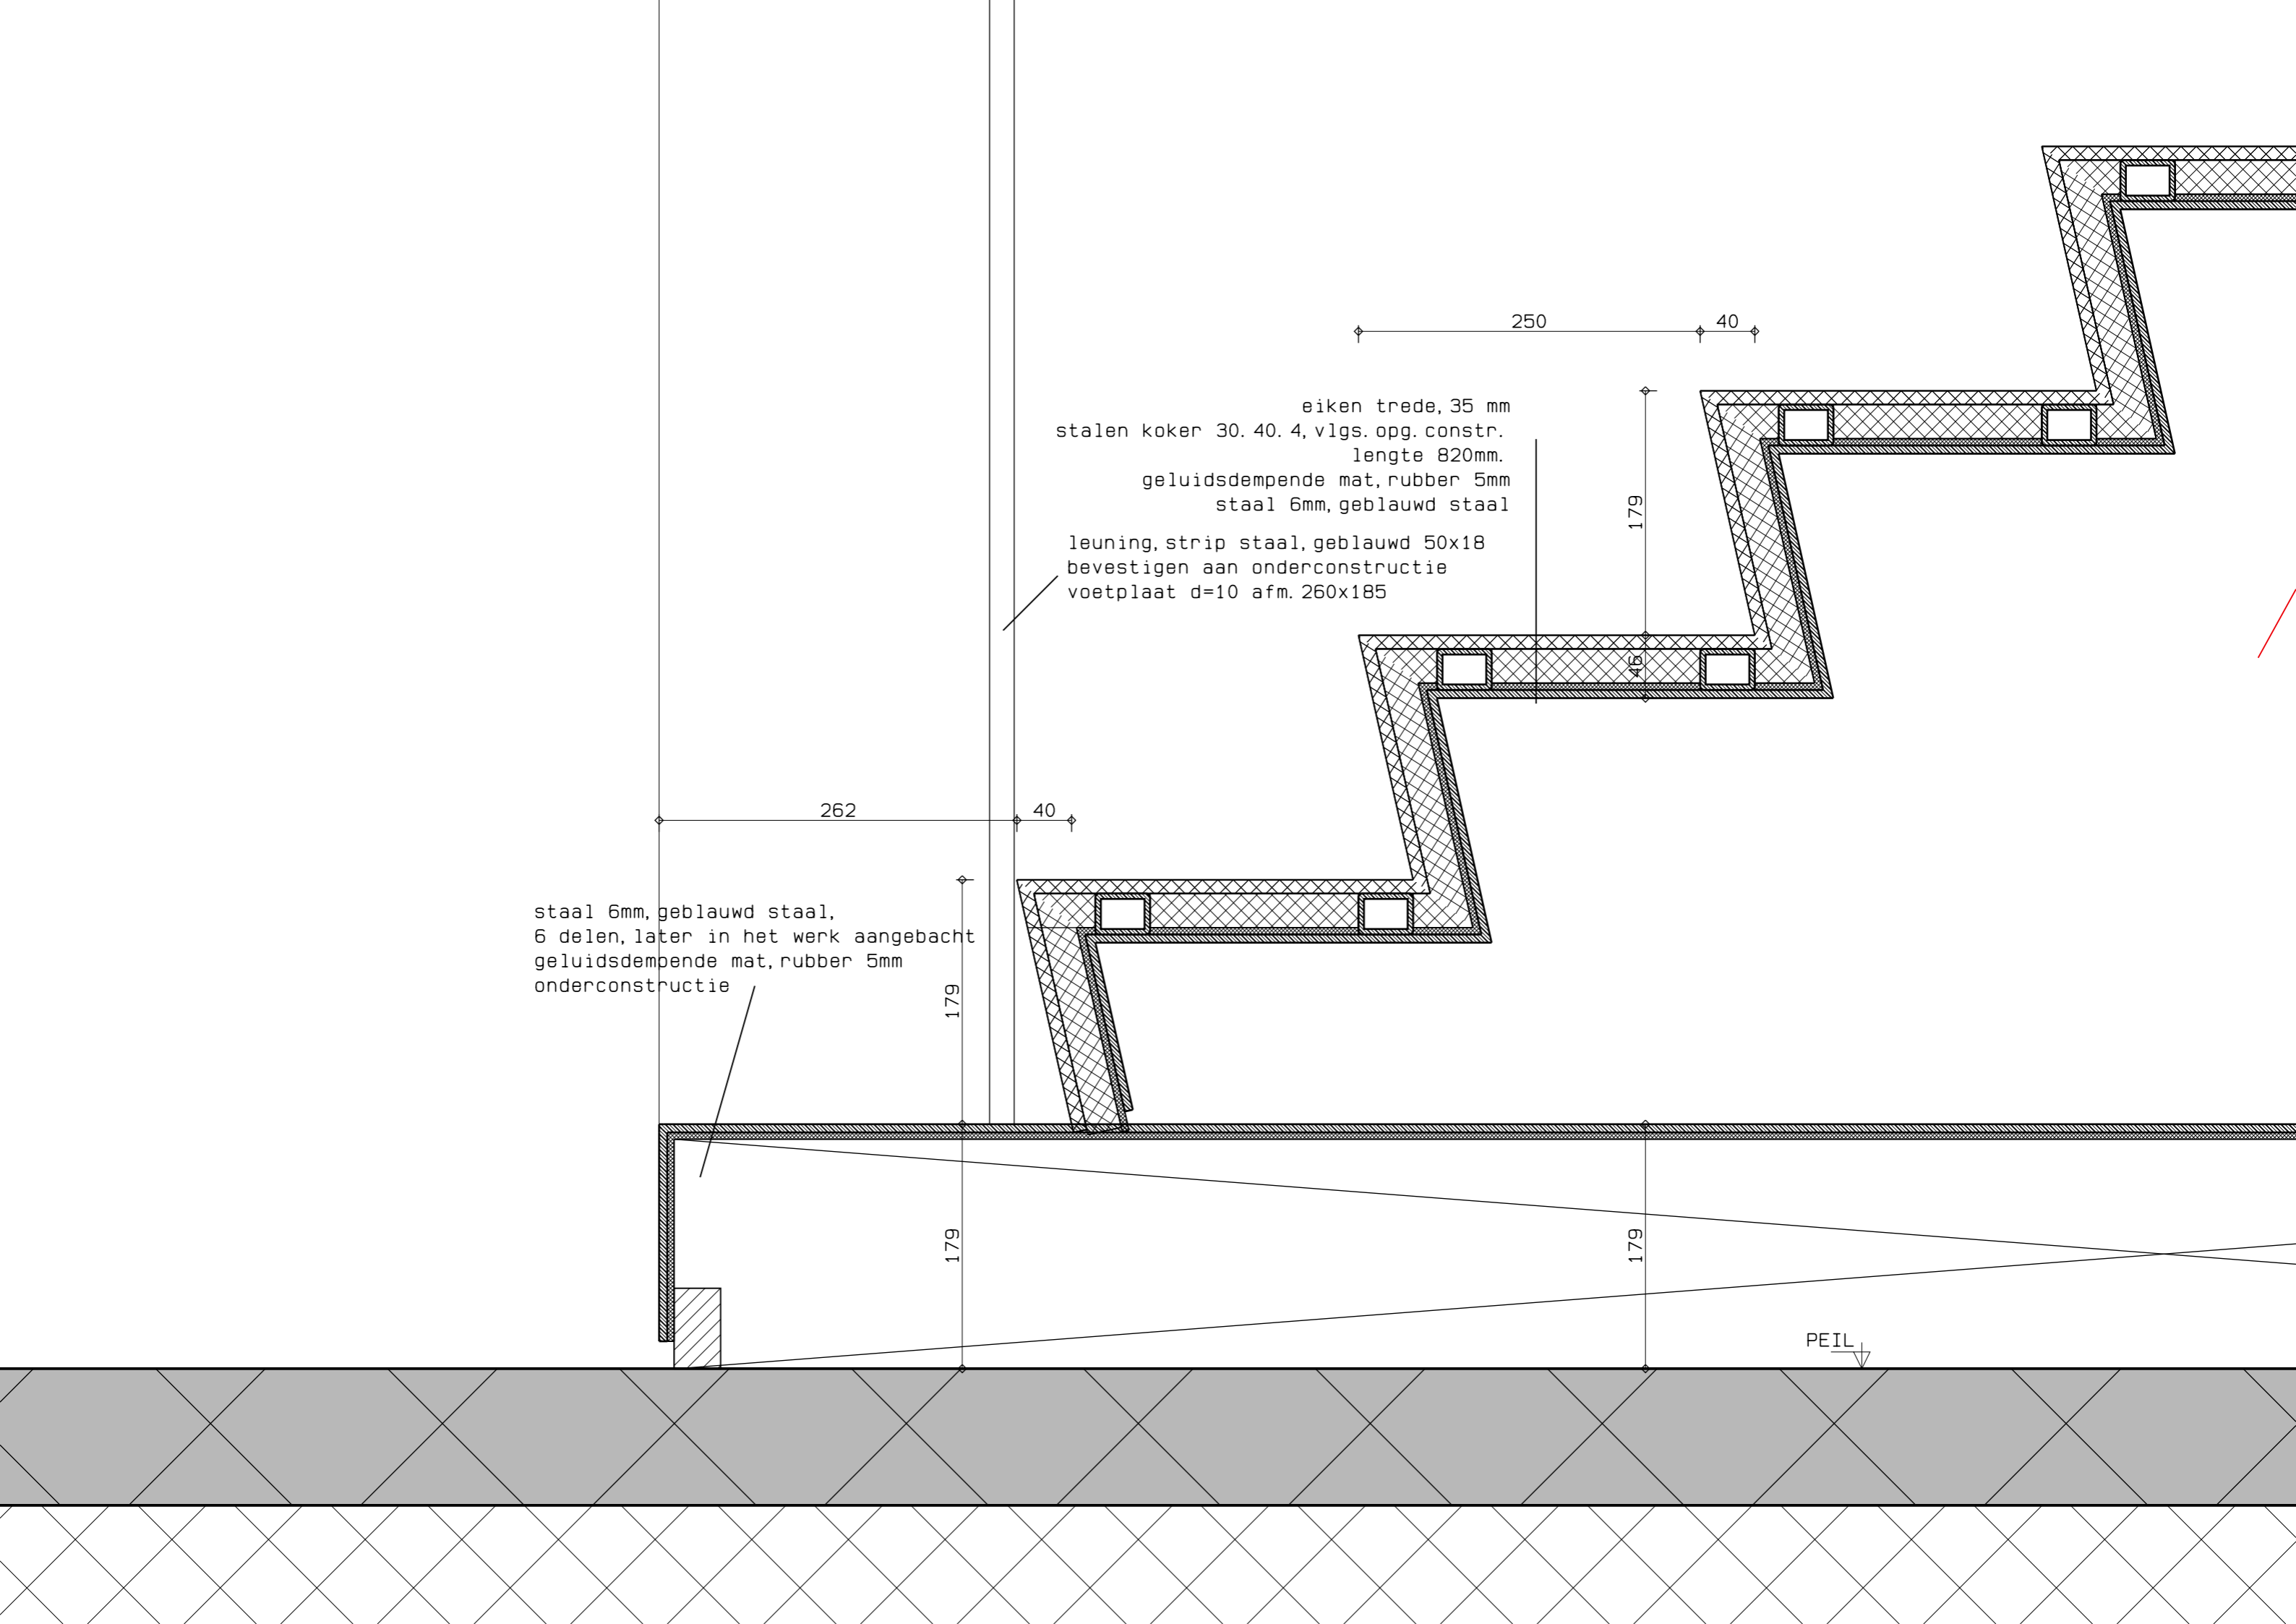 250
40
eiken trede, 35 mm
stalen koker 30.40.4, vlgs. opg. constr.
lengte 820mm.
geluidsdempende mat, rubber 5mm
staal 6mm, geblauwd staal
179
leuning, strip staal, geblauwd 50x18
bevestigen aan onderconstructie
voetplaat d=10 afm. 260x185
46
262
40
staal 6mm, geblauwd staal,
6 delen, later in het werk aangebacht
geluidsdempende mat, rubber 5mm
onderconstructie
179
179
179
PEIL